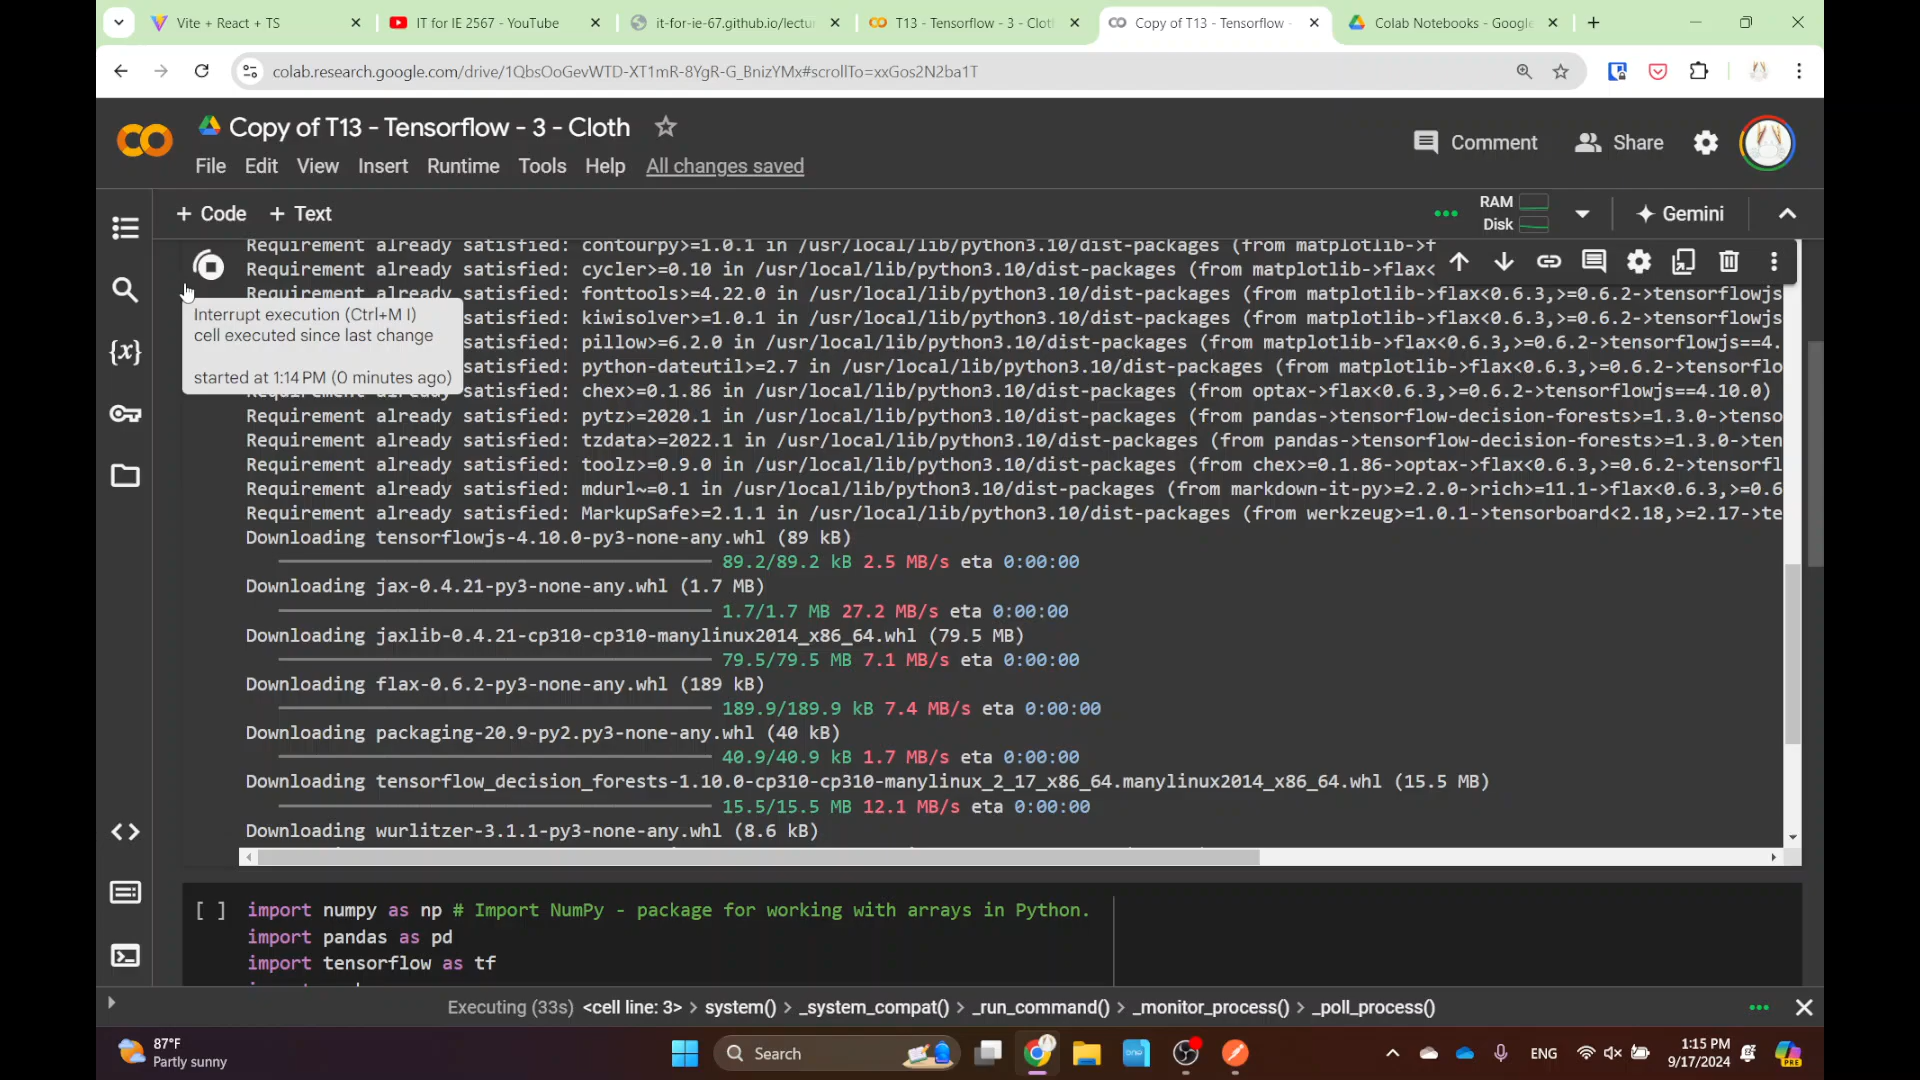 Vite + React + TS
IT for IE 2567 - YouTube
it-for-ie-67.github.io/lectu
T13 - Tensorflow - 3 - Clot
Copy of T13 - Tensorflow -
Colab Notebooks - Google
colab.research.google.com/drive/1QbsOoGevWTD-XT1mR-8YgR-G_BnizYMx#scrollTo=xxGos2N2ba1T
Copy of T13 - Tensorflow - 3 - Cloth
Comment
Share
File Edit View Insert Runtime Tools Help All changes saved
+ Code + Text
RAM
Disk
Gemini
Requirement already satisfied: contourpy>=1.0.1 in /usr/local/lib/python3.10/dist-packages (from matplotlib->f
Requirement already satisfied: cycler>=0.10 in /usr/local/lib/python3.10/dist-packages (from matplotlib->flax<
Requirement already satisfied: fonttools>=4.22.0 in /usr/local/lib/python3.10/dist-packages (from matplotlib->flax<0.6.3,>=0.6.2->tensorflowjs
satisfied: kiwisolver>=1.0.1 in /usr/local/lib/python3.10/dist-packages (from matplotlib->flax<0.6.3,>=0.6.2->tensorflowjs
satisfied: pillow>=6.2.0 in /usr/local/lib/python3.10/dist-packages (from matplotlib->flax<0.6.3,>=0.6.2->tensorflowjs==4.
satisfied: python-dateutil>=2.7 in /usr/local/lib/python3.10/dist-packages (from matplotlib->flax<0.6.3,>=0.6.2->tensorflo
Requirement already satisfied: chex>=0.1.86 in /usr/local/lib/python3.10/dist-packages (from optax->flax<0.6.3,>=0.6.2->tensorflowjs==4.10.0)
Interrupt execution (Ctrl+M I)
cell executed since last change
started at 1:14 PM (0 minutes ago)
Requirement already satisfied: pytz>=2020.1 in /usr/local/lib/python3.10/dist-packages (from pandas->tensorflow-decision-forests>=1.3.0->tenso
Requirement already satisfied: tzdata>=2022.1 in /usr/local/lib/python3.10/dist-packages (from pandas->tensorflow-decision-forests>=1.3.0->ten
Requirement already satisfied: toolz>=0.9.0 in /usr/local/lib/python3.10/dist-packages (from chex>=0.1.86->optax->flax<0.6.3,>=0.6.2->tensorfl
Requirement already satisfied: mdurl~=0.1 in /usr/local/lib/python3.10/dist-packages (from markdown-it-py>=2.2.0->rich>=11.1->flax<0.6.3,>=0.6
Requirement already satisfied: MarkupSafe>=2.1.1 in /usr/local/lib/python3.10/dist-packages (from werkzeug>=1.0.1->tensorboard<2.18,>=2.17->te
Downloading tensorflowjs-4.10.0-py3-none-any.whl (89 kB)
89.2/89.2 kB 2.5 MB/s eta 0:00:00
Downloading jax-0.4.21-py3-none-any.whl (1.7 MB)
1.7/1.7 MB 27.2 MB/s eta 0:00:00
Downloading jaxlib-0.4.21-cp310-cp310-manylinux2014_x86_64.whl (79.5 MB)
79.5/79.5 MB 7.1 MB/s eta 0:00:00
Downloading flax-0.6.2-py3-none-any.whl (189 kB)
189.9/189.9 kB 7.4 MB/s eta 0:00:00
Downloading packaging-20.9-py2.py3-none-any.whl (40 kB)
40.9/40.9 kB 1.7 MB/s eta 0:00:00
Downloading tensorflow_decision_forests-1.10.0-cp310-cp310-manylinux_2_17_x86_64.manylinux2014_x86_64.whl (15.5 MB)
15.5/15.5 MB 12.1 MB/s eta 0:00:00
Downloading wurlitzer-3.1.1-py3-none-any.whl (8.6 kB)
[ ] import numpy as np # Import NumPy - package for working with arrays in Python.
import pandas as pd
import tensorflow as tf
Executing (33s) <cell line: 3> > system() > _system_compat() > _run_command() > _monitor_process() > _poll_process()
87°F
Partly sunny
Search
ENG
1:15 PM
9/17/2024